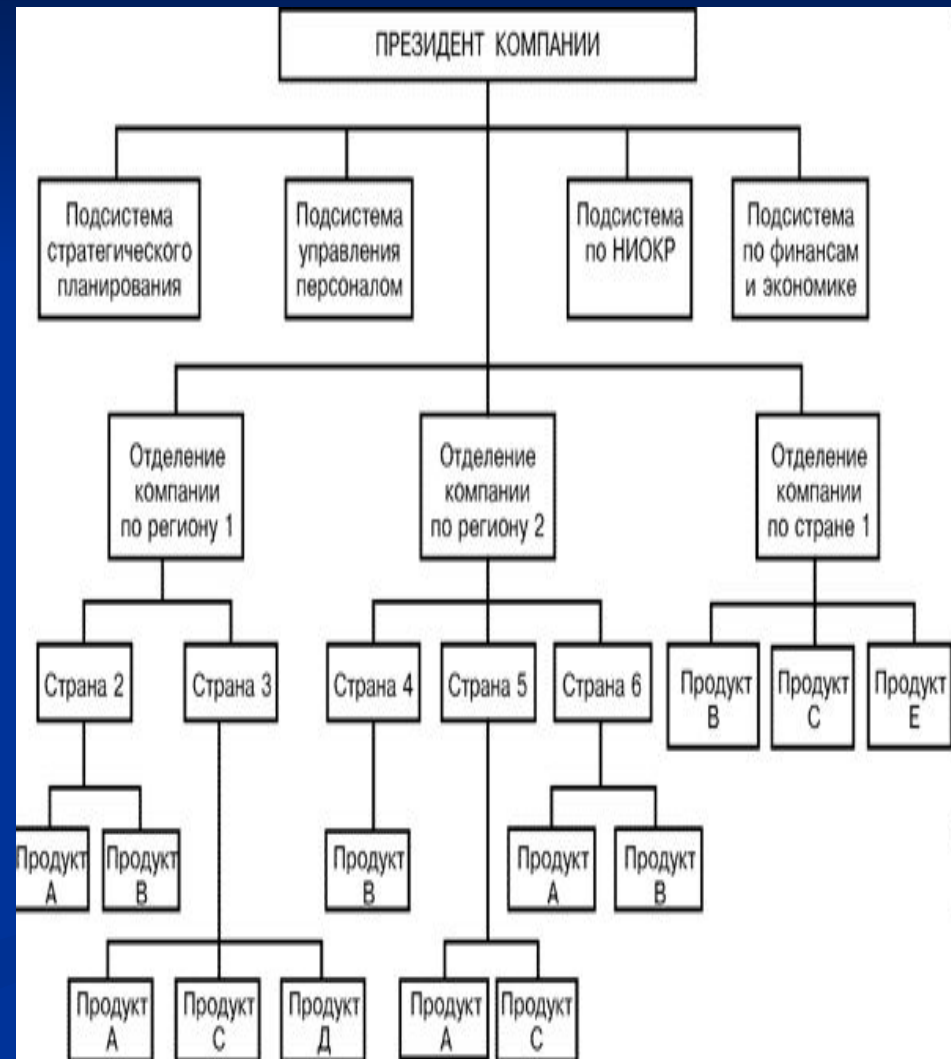 ПРЕЗИДЕНТ КОМПАНИИ
Подсистема
стратегического
планирования
Подсистема
управления
персоналом
Подсистема
по НИОКР
Подсистема
по финансам
и экономике
Отделение
компании
по региону 1
Отделение
компании
по региону 2
Отделение
компании
по стране 1
Страна 2
Страна 3
Страна 4
Страна 5
Страна 6
Продукт
В
Продукт
С
Продукт
Е
Продукт
А
Продукт
В
Продукт
В
Продукт
А
Продукт
В
Продукт
А
Продукт
С
Продукт
Д
Продукт
А
Продукт
С